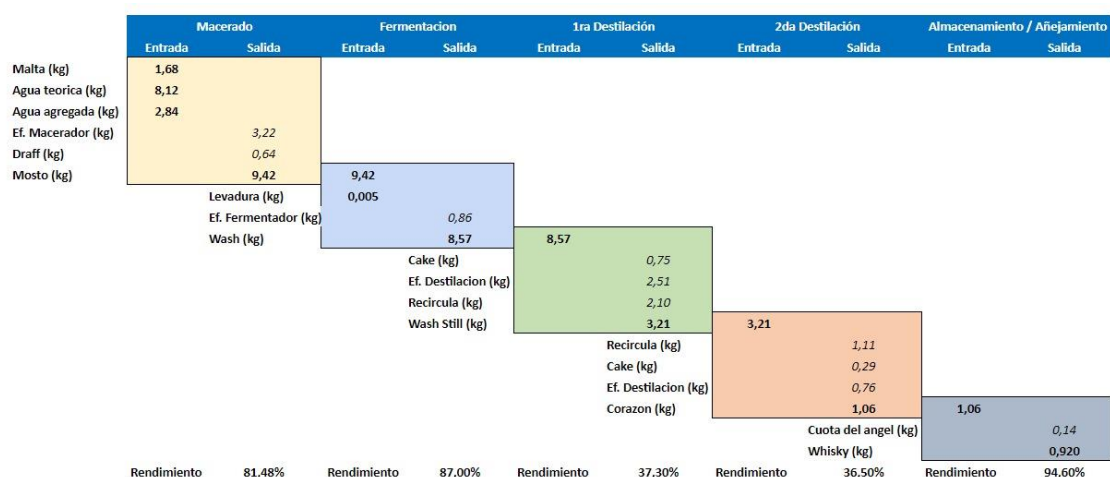 Macerado Fermentacion 1ra Destilación 2da Destilación Almacenamiento / Añejamiento
Entrada Salida Entrada Salida Entrada Salida Entrada Salida Entrada Salida
Malta (kg) 1,68
Agua teorica (kg) 8,12
Agua agregada (kg) 2,84
Ef. Macerador (kg) 3,22
Draff (kg) 0,64
Mosto (kg) 9,42 9,42
Levadura (kg) 0,005
Ef. Fermentador (kg) 0,86
Wash (kg) 8,57 8,57
Cake (kg) 0,75
Ef. Destilacion (kg) 2,51
Recircula (kg) 2,10
Wash Still (kg) 3,21 3,21
Recircula (kg) 1,11
Cake (kg) 0,29
Ef. Destilacion (kg) 0,76
Corazon (kg) 1,06 1,06
Cuota del angel (kg) 0,14
Whisky (kg) 0,920
Rendimiento 81.48% Rendimiento 87.00% Rendimiento 37.30% Rendimiento 36.50% Rendimiento 94.60%